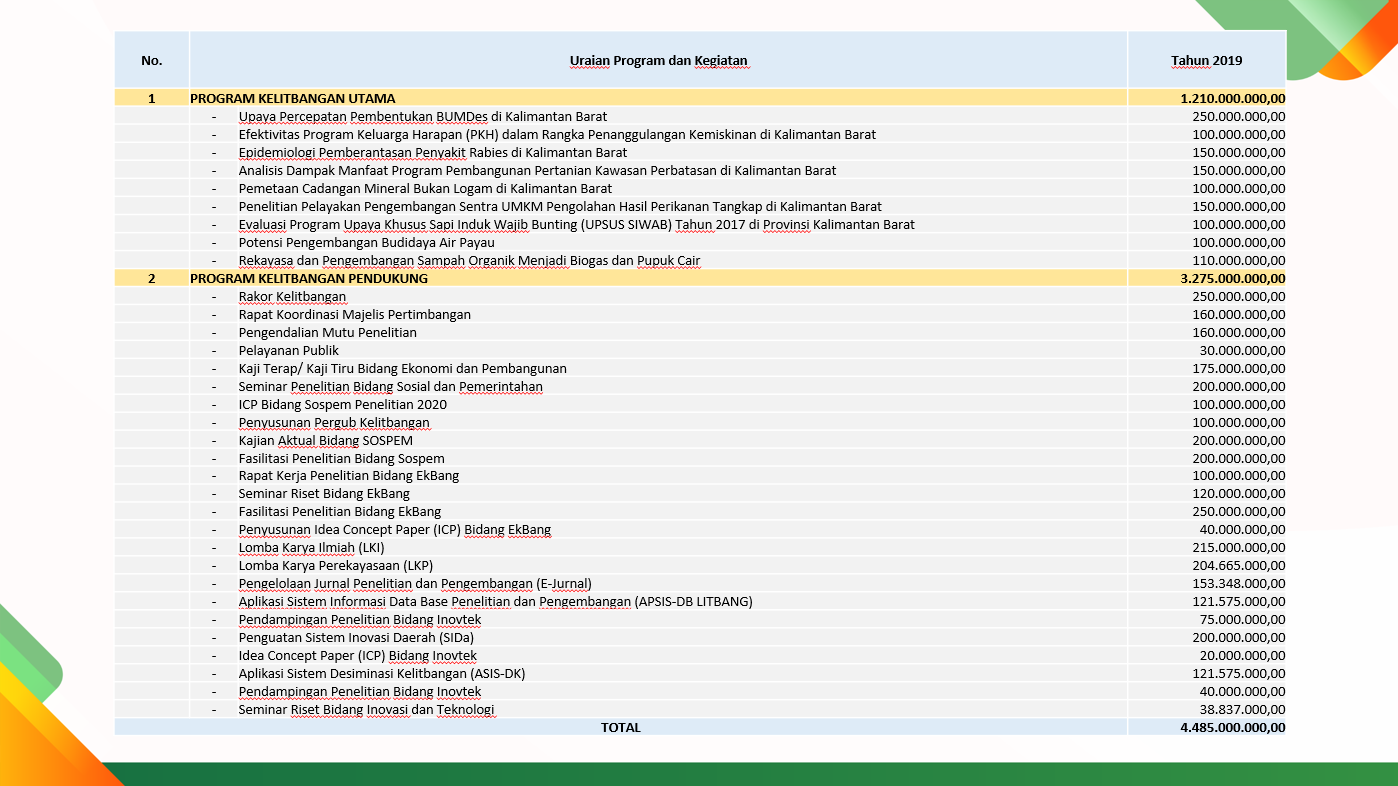 No. Uraian Program dan Kegiatan Tahun 2019
1 PROGRAM KELITBANGAN UTAMA 1.210.000.000,00
- Upaya Percepatan Pembentukan BUMDes di Kalimantan Barat 250.000.000,00
- Efektivitas Program Keluarga Harapan (PKH) dalam Rangka Penanggulangan Kemiskinan di Kalimantan Barat 100.000.000,00
- Epidemiologi Pemberantasan Penyakit Rabies di Kalimantan Barat 150.000.000,00
- Analisis Dampak Manfaat Program Pembangunan Pertanian Kawasan Perbatasan di Kalimantan Barat 150.000.000,00
- Pemetaan Cadangan Mineral Bukan Logam di Kalimantan Barat 100.000.000,00
- Penelitian Pelayakan Pengembangan Sentra UMKM Pengolahan Hasil Perikanan Tangkap di Kalimantan Barat 150.000.000,00
- Evaluasi Program Upaya Khusus Sapi Induk Wajib Bunting (UPSUS SIWAB) Tahun 2017 di Provinsi Kalimantan Barat 100.000.000,00
- Potensi Pengembangan Budidaya Air Payau 100.000.000,00
- Rekayasa dan Pengembangan Sampah Organik Menjadi Biogas dan Pupuk Cair 110.000.000,00
2 PROGRAM KELITBANGAN PENDUKUNG 3.275.000.000,00
- Rakor Kelitbangan 250.000.000,00
- Rapat Koordinasi Majelis Pertimbangan 160.000.000,00
- Pengendalian Mutu Penelitian 160.000.000,00
- Pelayanan Publik 30.000.000,00
- Kaji Terap/ Kaji Tiru Bidang Ekonomi dan Pembangunan 175.000.000,00
- Seminar Penelitian Bidang Sosial dan Pemerintahan 200.000.000,00
- ICP Bidang Sospem Penelitian 2020 100.000.000,00
- Penyusunan Pergub Kelitbangan 100.000.000,00
- Kajian Aktual Bidang SOSPEM 200.000.000,00
- Fasilitasi Penelitian Bidang Sospem 200.000.000,00
- Rapat Kerja Penelitian Bidang EkBang 100.000.000,00
- Seminar Riset Bidang EkBang 120.000.000,00
- Fasilitasi Penelitian Bidang EkBang 250.000.000,00
- Penyusunan Idea Concept Paper (ICP) Bidang EkBang 40.000.000,00
- Lomba Karya Ilmiah (LKI) 215.000.000,00
- Lomba Karya Perekayasaan (LKP) 204.665.000,00
- Pengelolaan Jurnal Penelitian dan Pengembangan (E-Jurnal) 153.348.000,00
- Aplikasi Sistem Informasi Data Base Penelitian dan Pengembangan (APSIS-DB LITBANG) 121.575.000,00
- Pendampingan Penelitian Bidang Inovtek 75.000.000,00
- Penguatan Sistem Inovasi Daerah (SIDa) 200.000.000,00
- Idea Concept Paper (ICP) Bidang Inovtek 20.000.000,00
- Aplikasi Sistem Desiminasi Kelitbangan (ASIS-DK) 121.575.000,00
- Pendampingan Penelitian Bidang Inovtek 40.000.000,00
- Seminar Riset Bidang Inovasi dan Teknologi 38.837.000,00
TOTAL 4.485.000.000,00